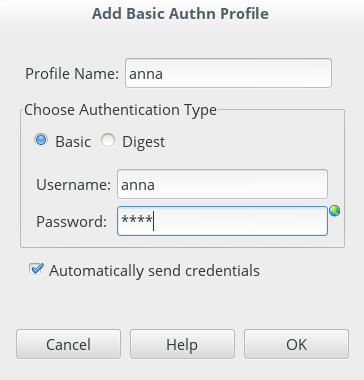 Add Basic Authn Profile
Profile Name: anna
Choose Authentication Type
Basic Digest
Username: anna
Password: ****
Automatically send credentials
Cancel Help OK